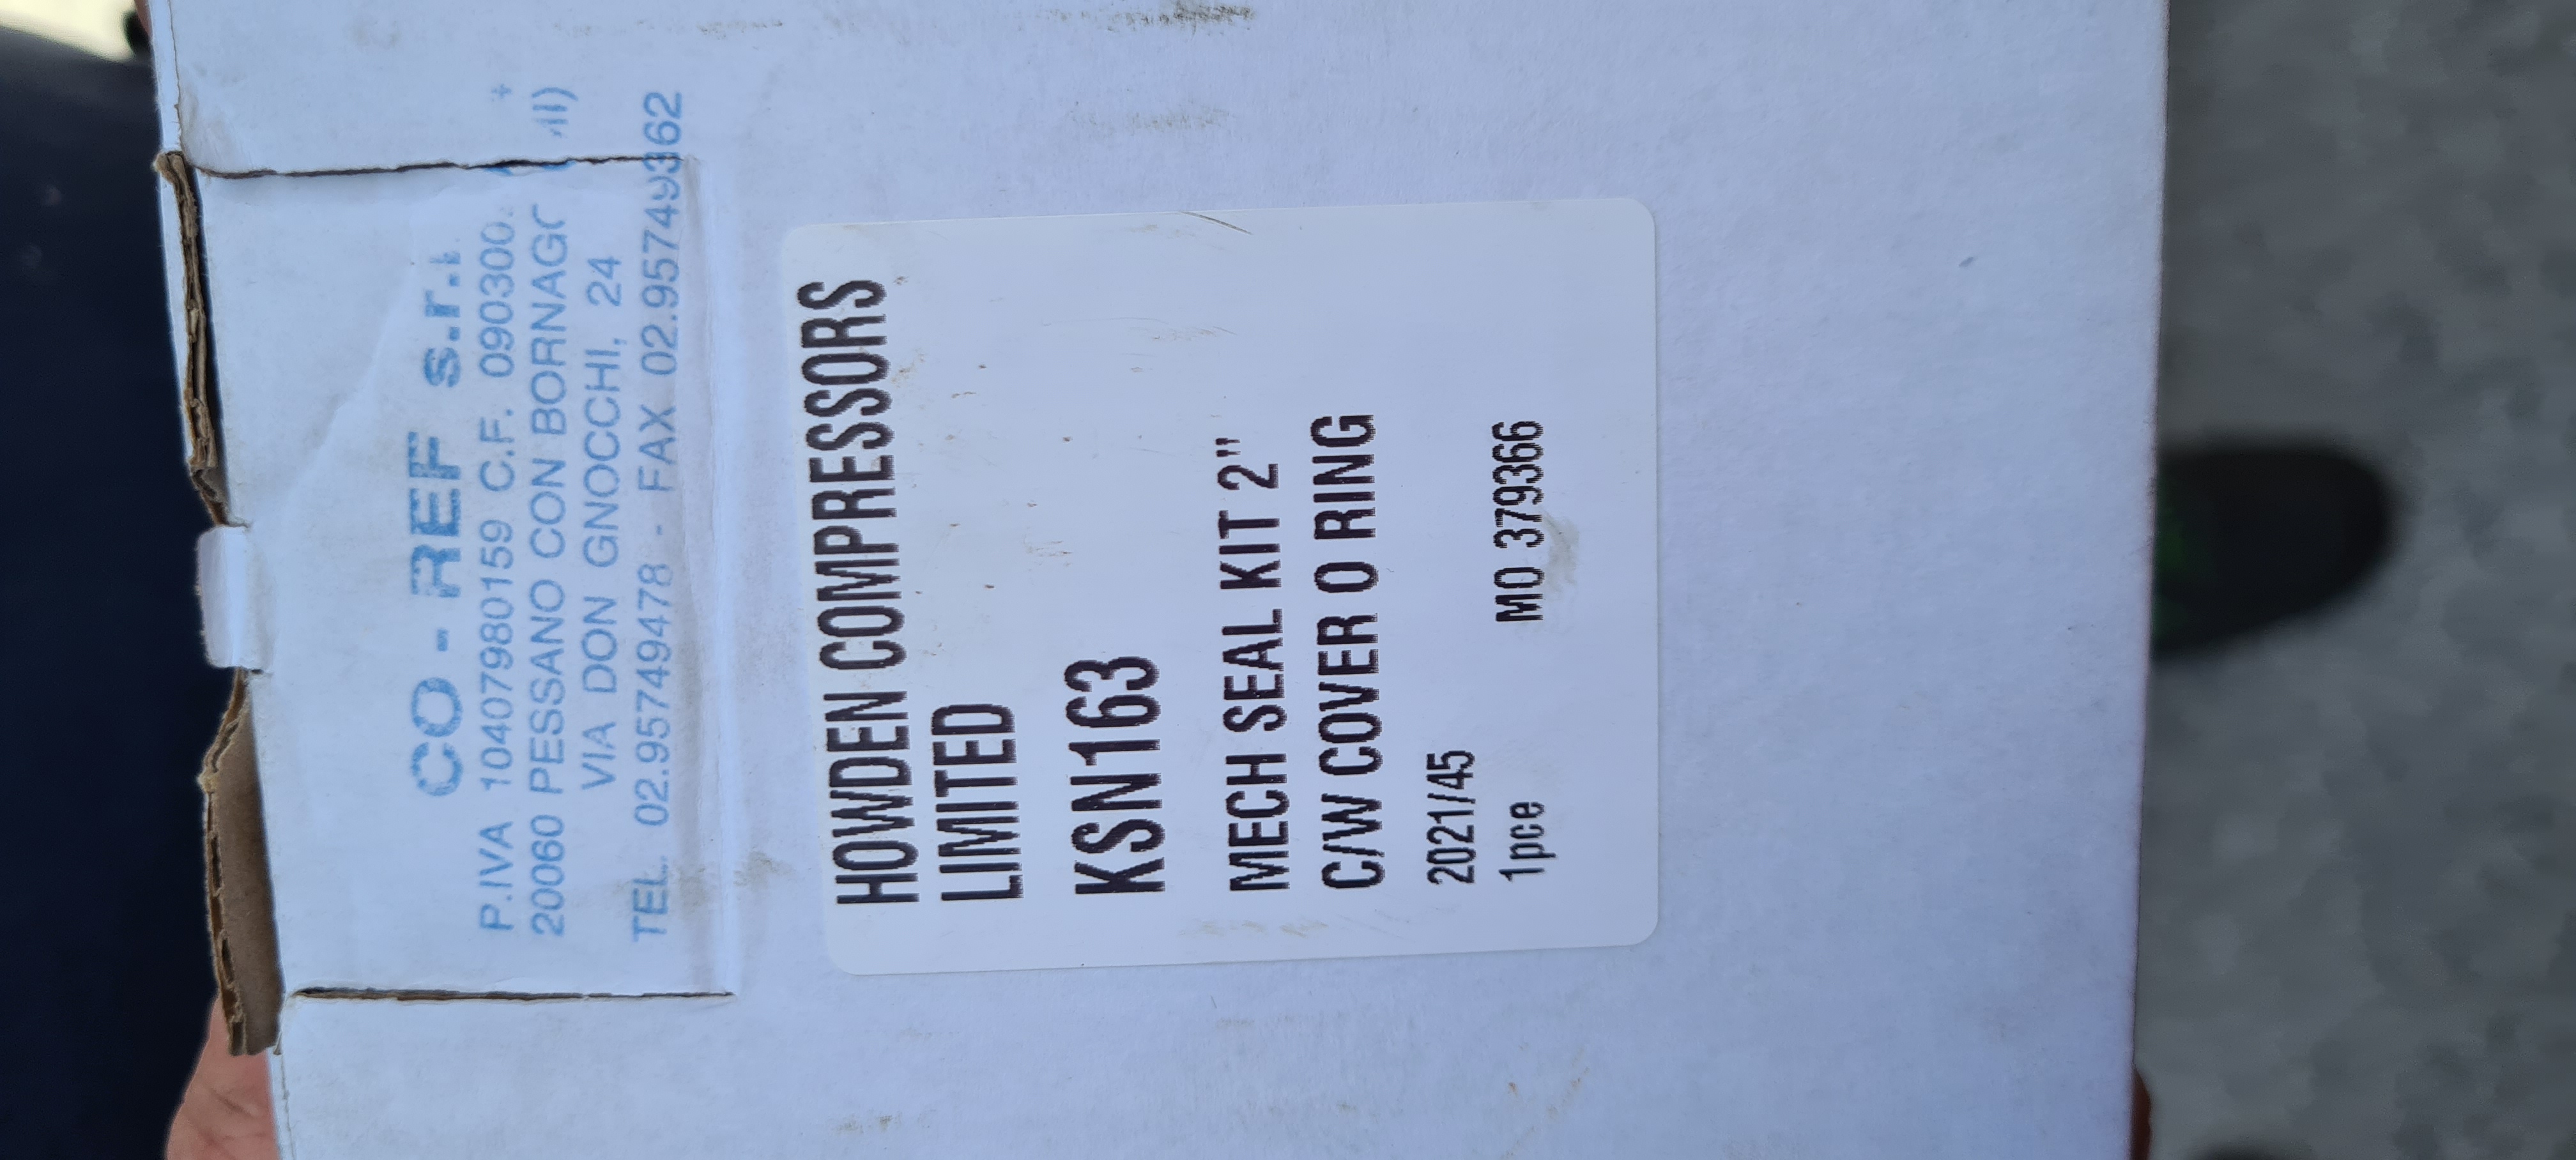 CO - REF s.r.l.
P.IVA 10407980159 C.F. 090300
20060 PESSANO CON BORNAGO (MI)
VIA DON GNOCCHI, 24
TEL. 02.95749478 - FAX 02.95749362
HOWDEN COMPRESSORS
LIMITED
KSN163
MECH SEAL KIT 2"
C/W COVER O RING
2021/45
1pce MO 379366